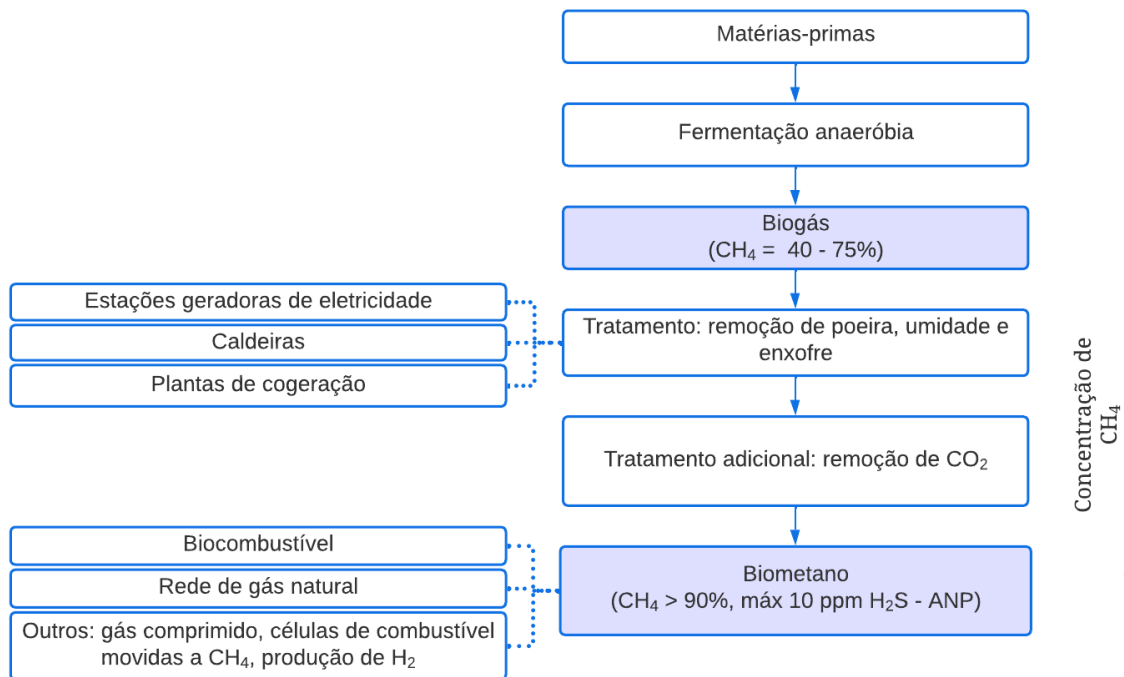 Matérias-primas
Fermentação anaeróbia
Biogás
(CH₄ = 40 - 75%)
Estações geradoras de eletricidade
Caldeiras
Plantas de cogeração
Tratamento: remoção de poeira, umidade e
enxofre
Tratamento adicional: remoção de CO₂
Biocombustível
Rede de gás natural
Outros: gás comprimido, células de combustível
movidas a CH₄, produção de H₂
Biometano
(CH₄ > 90%, máx 10 ppm H₂S - ANP)
Concentração de
CH₄